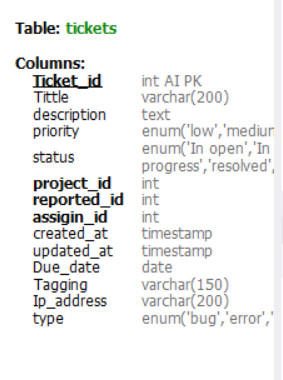 Table: tickets
Columns:
Ticket_id int AI PK
Tittle varchar(200)
description text
priority enum('low','mediun
status enum('In open','In
progress','resolved',
project_id int
reported_id int
assigin_id int
created_at timestamp
updated_at timestamp
Due_date date
Tagging varchar(150)
Ip_address varchar(200)
type enum('bug','error','